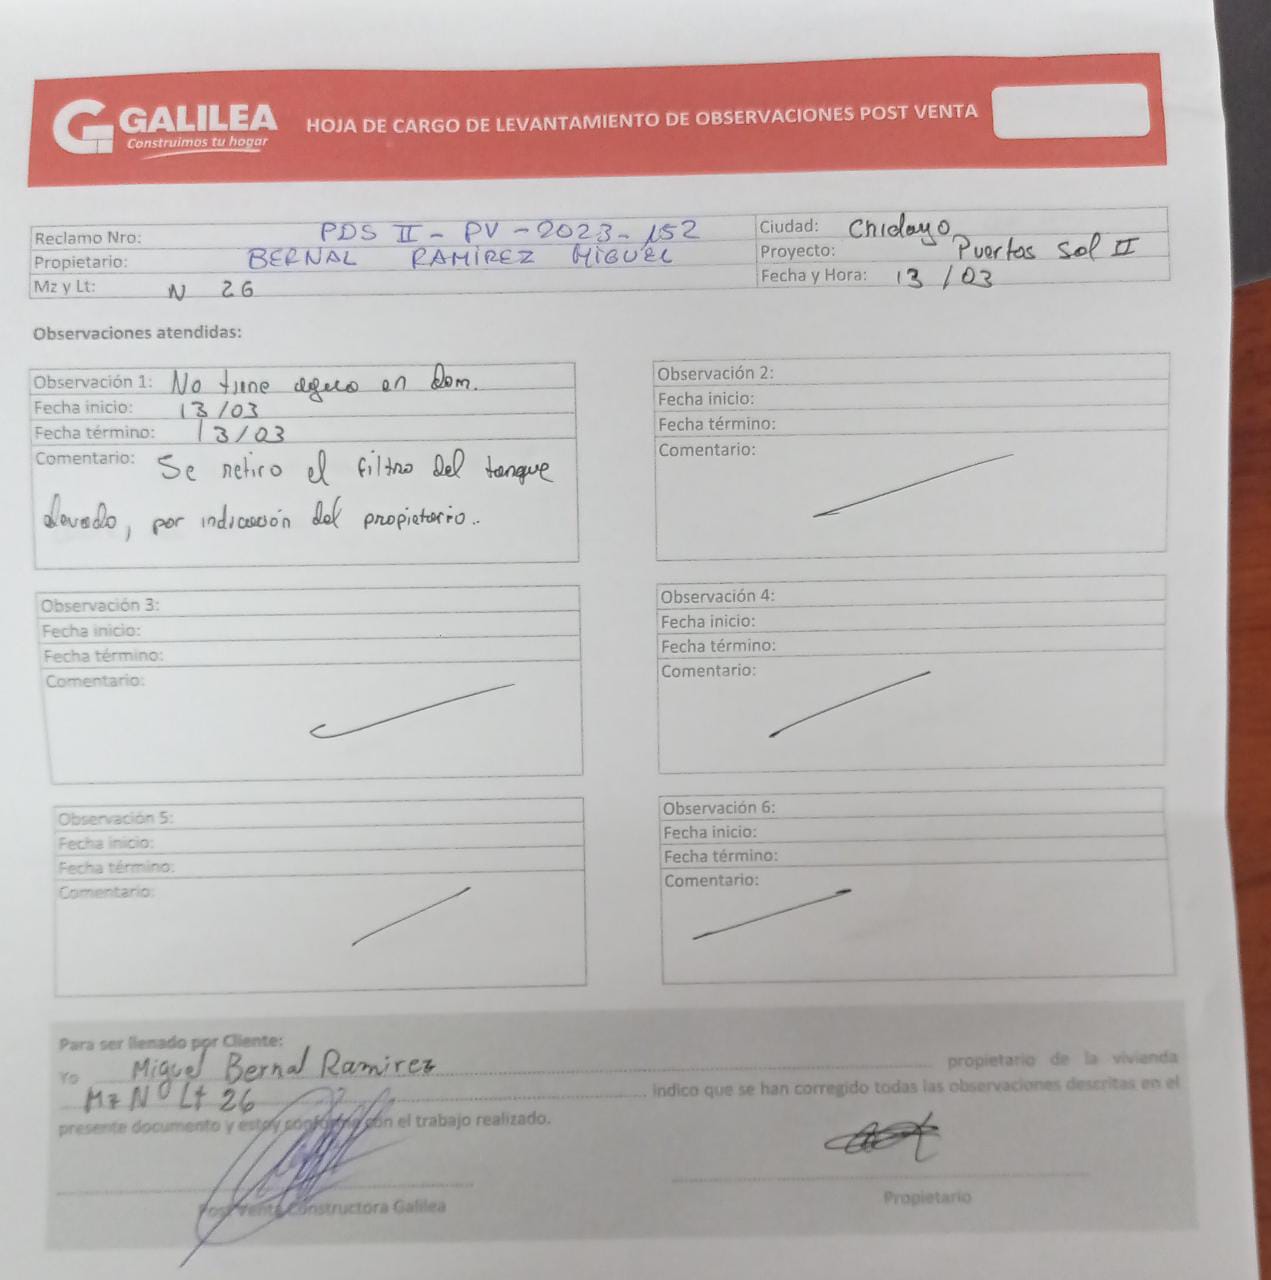 GALILEA
Construimos tu hogar
HOJA DE CARGO DE LEVANTAMIENTO DE OBSERVACIONES POST VENTA
Reclamo Nro: PDS II - PV - 2023 - 152
Propietario: BERNAL RAMÍREZ MIGUEL
Mz y Lt: N 26
Ciudad: Chiclayo
Proyecto: Puertas Sol II
Fecha y Hora: 13 / 03
Observaciones atendidas:
Observación 1: No tiene agua en Dom.
Fecha inicio: 13/03
Fecha término: 13/03
Comentario: Se retiro el filtro del tanque
elevado, por indicación del propietario..
Observación 2:
Fecha inicio:
Fecha término:
Comentario:
Observación 3:
Fecha inicio:
Fecha término:
Comentario:
Observación 4:
Fecha inicio:
Fecha término:
Comentario:
Observación 5:
Fecha inicio:
Fecha término:
Comentario:
Observación 6:
Fecha inicio:
Fecha término:
Comentario:
Para ser llenado por Cliente:
Yo Miguel Bernal Ramirez propietario de la vivienda
Mz Nº Lt 26 indico que se han corregido todas las observaciones descritas en el
presente documento y estoy conforme con el trabajo realizado.
Post Venta Constructora Galilea
Propietario